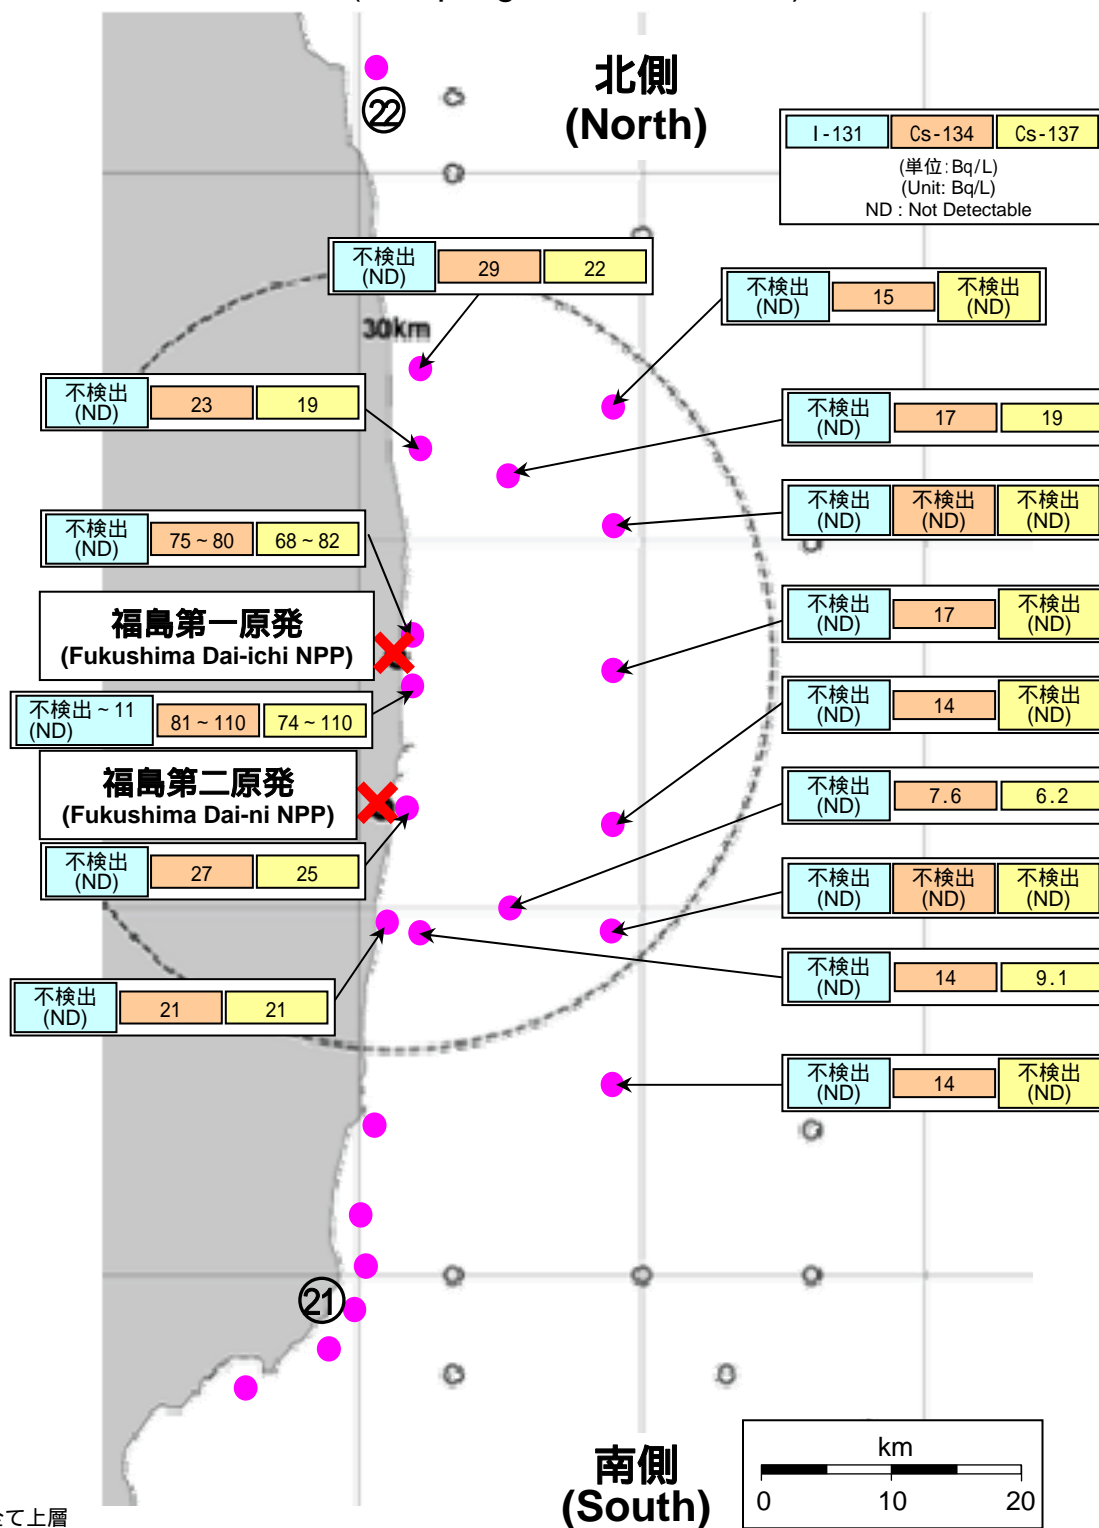 ㉒
北側
(North)
I-131 Cs-134 Cs-137
(単位:Bq/L)
(Unit: Bq/L)
ND : Not Detectable
不検出
(ND) 29 22
不検出
(ND) 15 不検出
(ND)
30km
不検出
(ND) 23 19
不検出
(ND) 17 19
不検出
(ND) 不検出
(ND) 不検出
(ND)
不検出
(ND) 75 ~ 80 68 ~ 82
福島第一原発
(Fukushima Dai-ichi NPP)
不検出
(ND) 17 不検出
(ND)
不検出 ~ 11
(ND) 81 ~ 110 74 ~ 110
不検出
(ND) 14 不検出
(ND)
福島第二原発
(Fukushima Dai-ni NPP)
不検出
(ND) 7.6 6.2
不検出
(ND) 27 25
不検出
(ND) 不検出
(ND) 不検出
(ND)
不検出
(ND) 14 9.1
不検出
(ND) 21 21
不検出
(ND) 14 不検出
(ND)
㉑
南側
(South)
km
0 10 20
全て上層